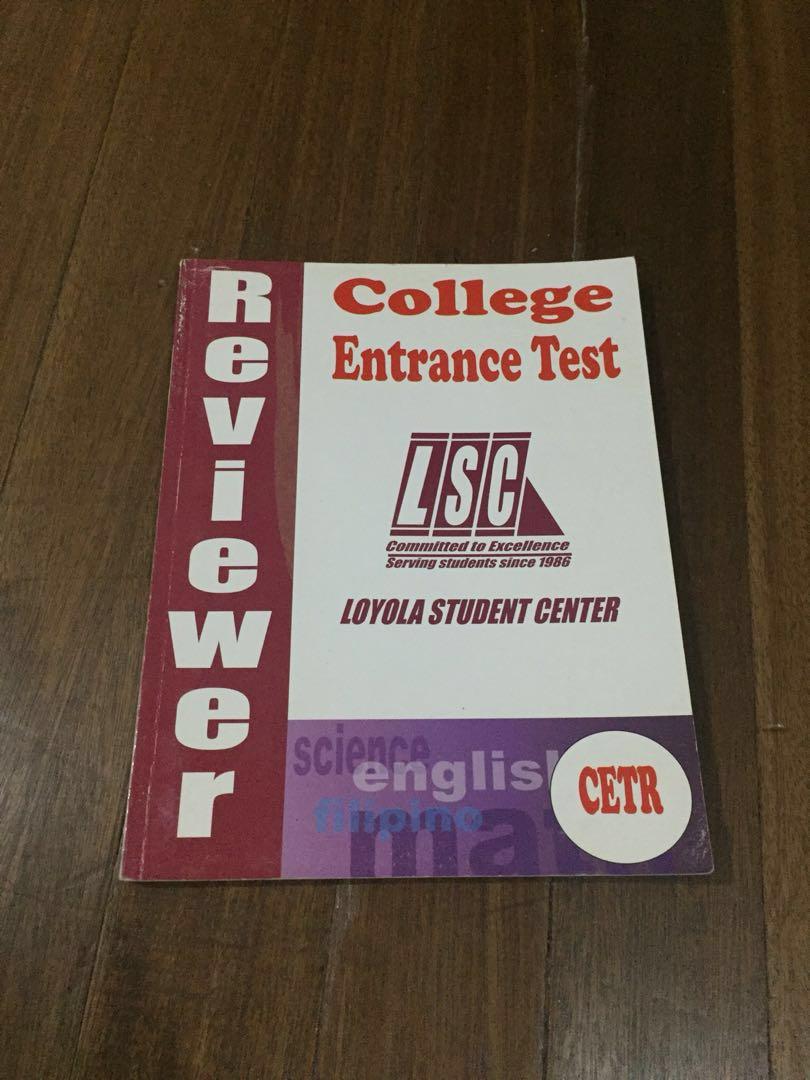 Reviewer
College
Entrance Test
LSC
Committed to Excellence
Serving students since 1986
LOYOLA STUDENT CENTER
science
english
filipino
mat
CETR